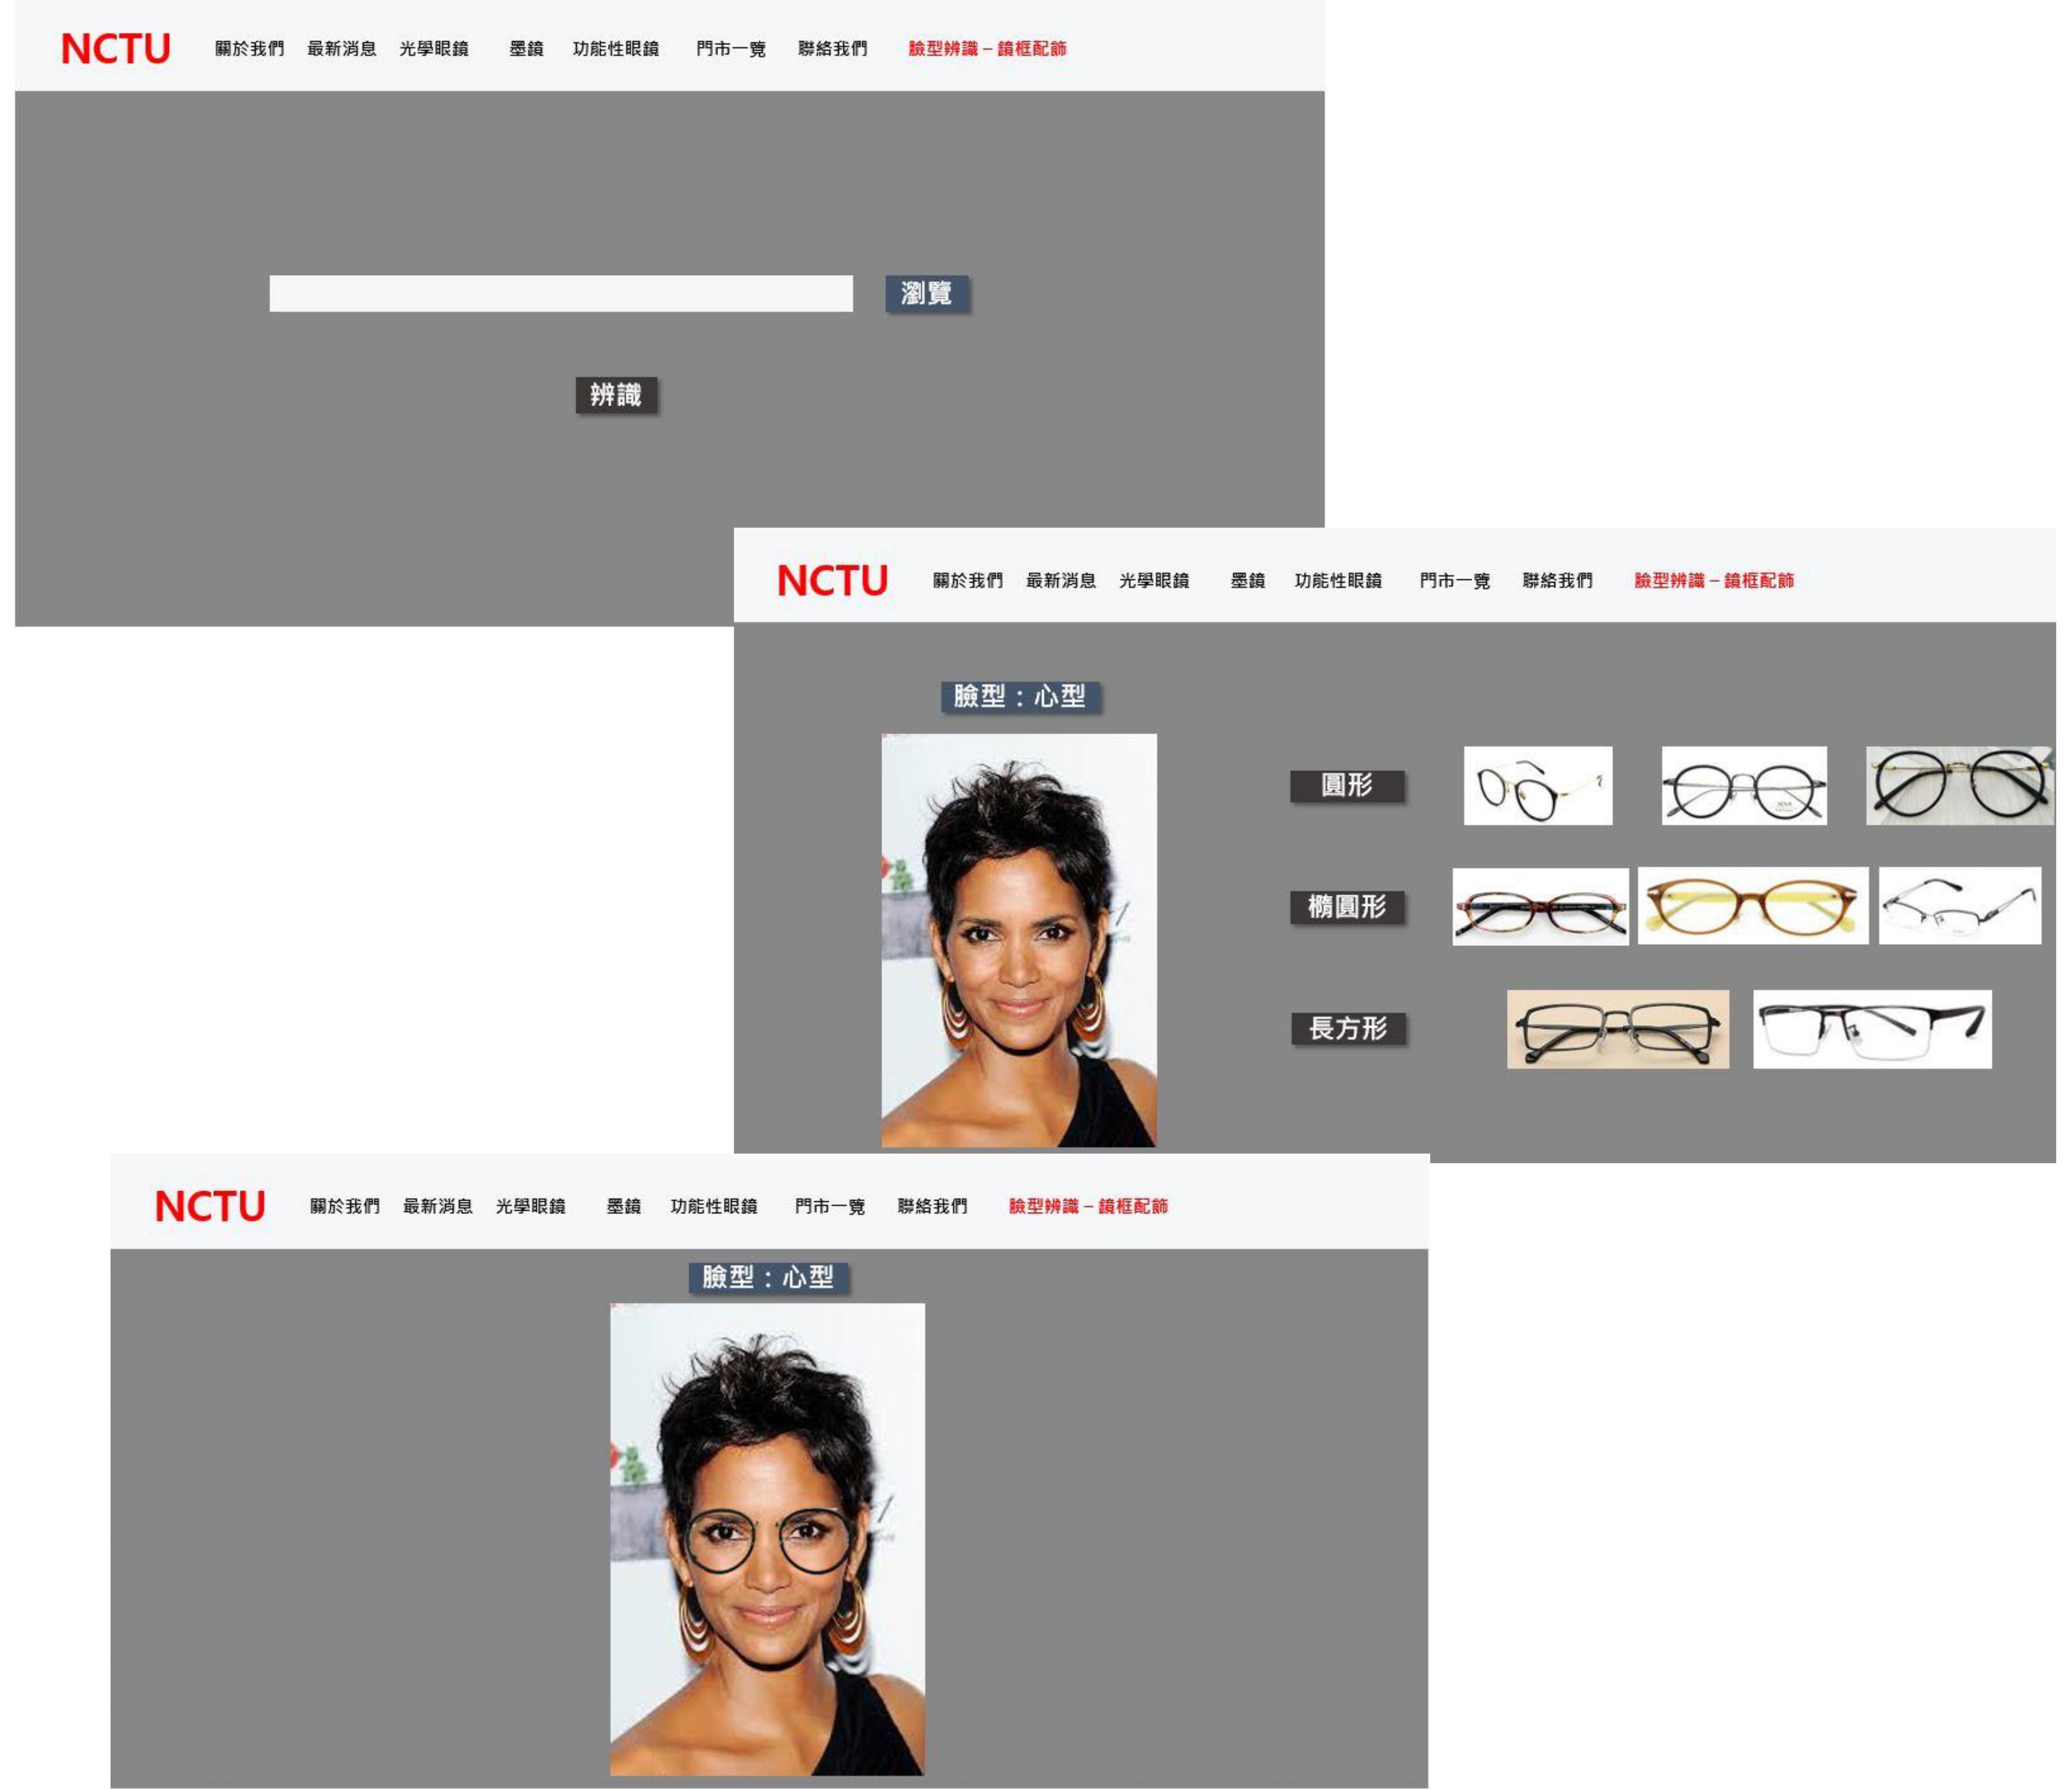 NCTU 關於我們 最新消息 光學眼鏡 墨鏡 功能性眼鏡 門市一覽 聯絡我們 臉型辨識 – 鏡框配飾
瀏覽
辨識
NCTU 關於我們 最新消息 光學眼鏡 墨鏡 功能性眼鏡 門市一覽 聯絡我們 臉型辨識 – 鏡框配飾
臉型：心型
圓形
橢圓形
長方形
NCTU 關於我們 最新消息 光學眼鏡 墨鏡 功能性眼鏡 門市一覽 聯絡我們 臉型辨識 – 鏡框配飾
臉型：心型